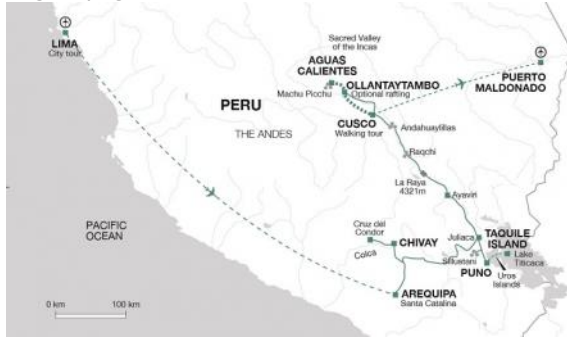 LIMA
City tour
Sacred Valley
of the Incas
AGUAS
CALIENTES
OLLANTAYTAMBO
Optional rafting
Machu Picchu
PERU
THE ANDES
CUSCO
Walking tour
PUERTO
MALDONADO
Andahuaylillas
Raqchi
La Raya
4321m
Ayaviri
PACIFIC
OCEAN
Cruz del
Condor
Colca
CHIVAY
Juliaca
TAQUILE
ISLAND
Sillustani
Lake
Titicaca
PUNO
Uros
Islands
AREQUIPA
Santa Catalina
0 km
100 km